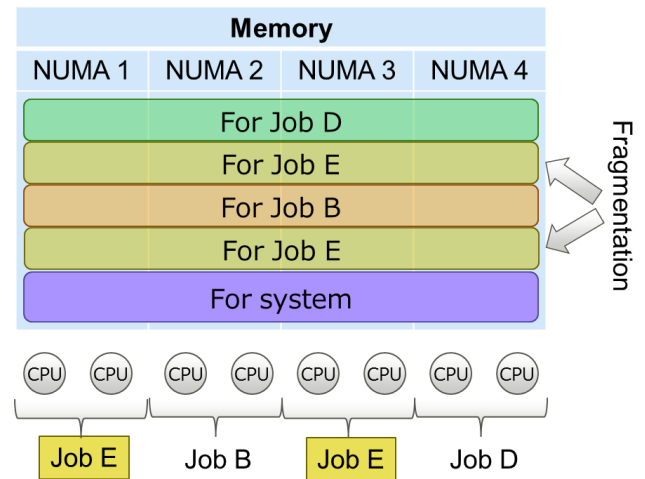 Memory
NUMA 1 NUMA 2 NUMA 3 NUMA 4
For Job D
For Job E
For Job B
For Job E
For system
Fragmentation
CPU CPU CPU CPU CPU CPU CPU CPU
Job E Job B Job E Job D